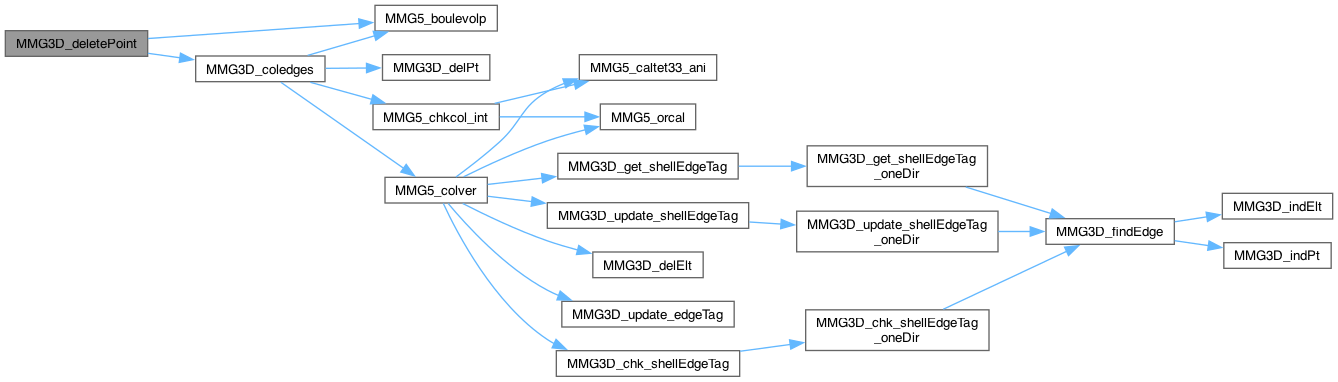 MMG3D_deletePoint
MMG5_boulevolp
MMG3D_coledges
MMG3D_delPt
MMG5_chkcol_int
MMG5_colver
MMG5_caltet33_ani
MMG5_orcal
MMG3D_get_shellEdgeTag
MMG3D_update_shellEdgeTag
MMG3D_delElt
MMG3D_update_edgeTag
MMG3D_chk_shellEdgeTag
MMG3D_get_shellEdgeTag
_oneDir
MMG3D_update_shellEdgeTag
_oneDir
MMG3D_chk_shellEdgeTag
_oneDir
MMG3D_findEdge
MMG3D_indElt
MMG3D_indPt